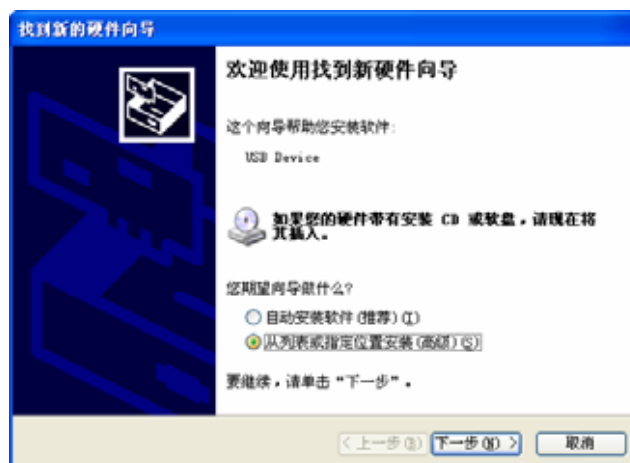 找到新的硬件向导
欢迎使用找到新硬件向导
这个向导帮助您安装软件:
USB Device
如果您的硬件带有安装 CD 或软盘，请现在将
其插入。
您期望向导做什么?
自动安装软件(推荐)(I)
从列表或指定位置安装(高级)(S)
要继续，请单击“下一步”。
< 上一步(B)
下一步(N) >
取消